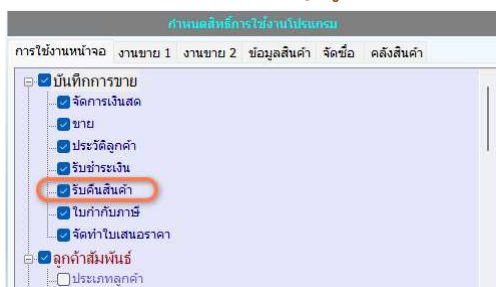 กำหนดสิทธิ์การใช้งานโปรแกรม
การใช้งานหน้าจอ งานขาย 1 งานขาย 2 ข้อมูลสินค้า จัดซื้อ คลังสินค้า
บันทึกการขาย
จัดการเงินสด
ขาย
ประวัติลูกค้า
รับชำระเงิน
รับคืนสินค้า
ใบกำกับภาษี
จัดทำใบเสนอราคา
ลูกค้าสัมพันธ์
ประเภทลูกค้า